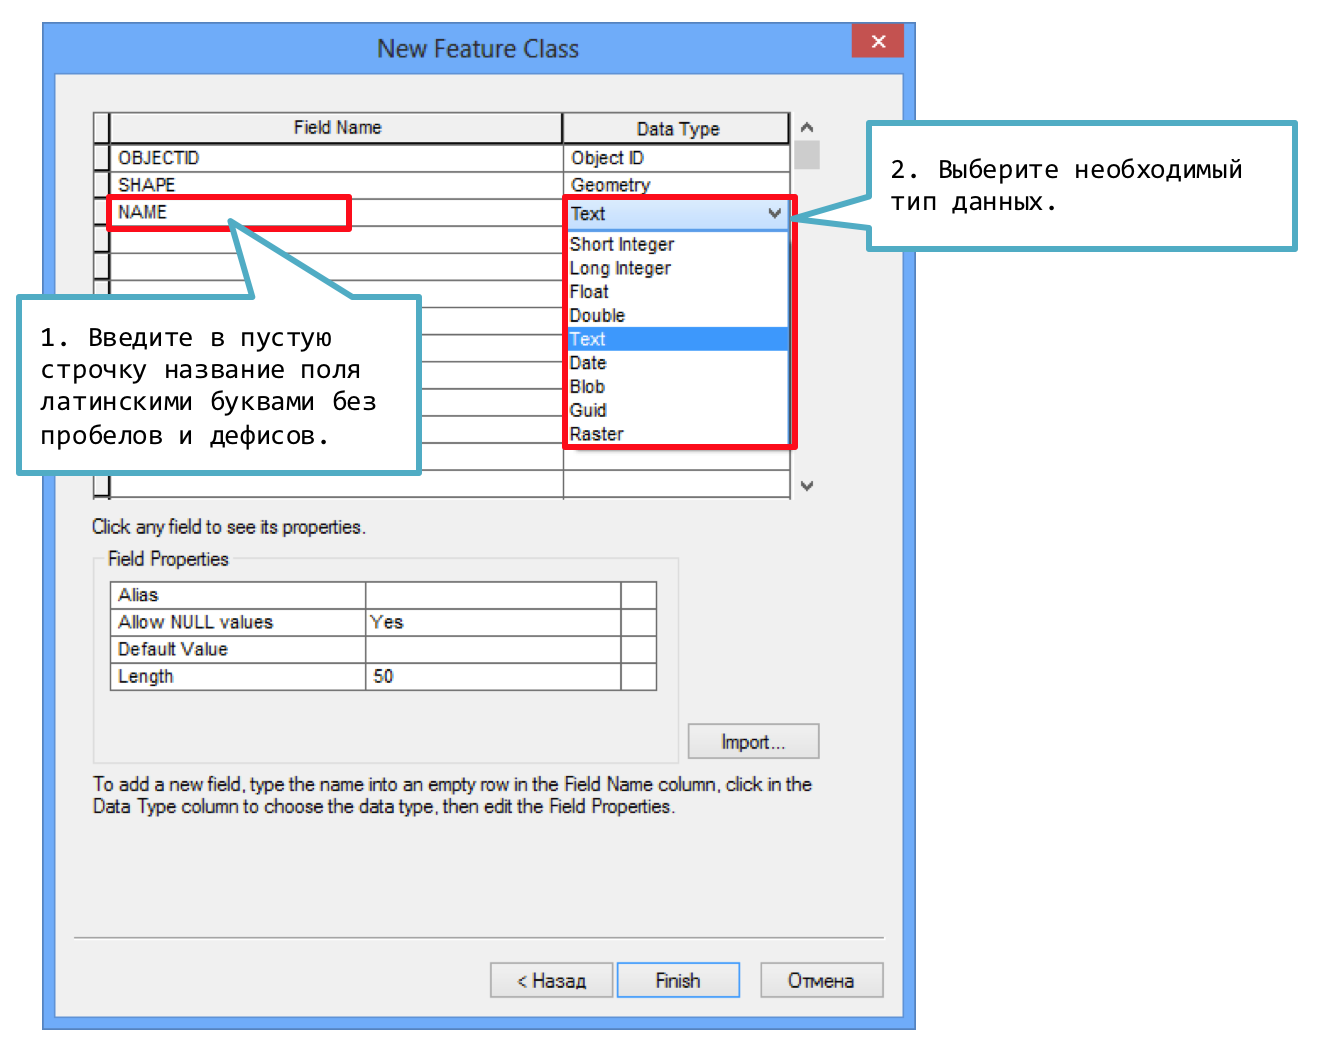 New Feature Class
Field Name
Data Type
OBJECTID
Object ID
SHAPE
Geometry
NAME
Text
Short Integer
Long Integer
Float
Double
Text
Date
Blob
Guid
Raster
1. Введите в пустую
строчку название поля
латинскими буквами без
пробелов и дефисов.
2. Выберите необходимый
тип данных.
Click any field to see its properties.
Field Properties
Alias
Allow NULL values
Yes
Default Value
Length
50
Import...
To add a new field, type the name into an empty row in the Field Name column, click in the
Data Type column to choose the data type, then edit the Field Properties.
< Назад
Finish
Отмена